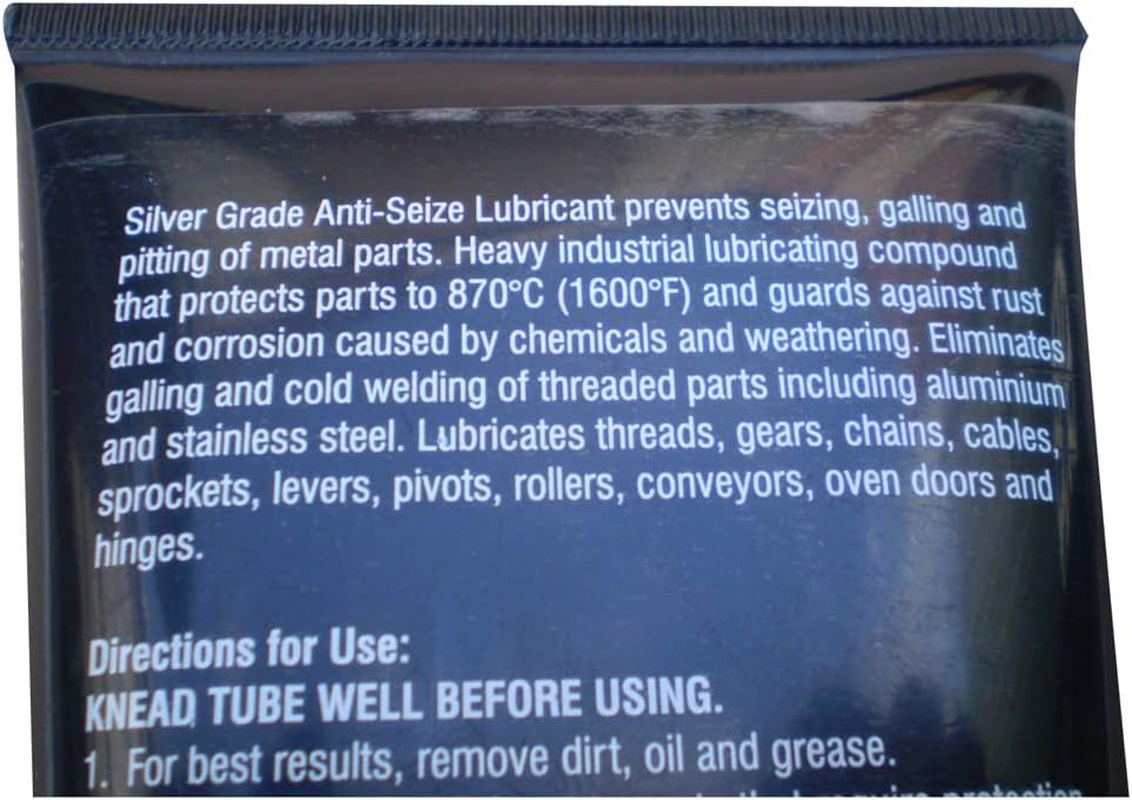 Silver Grade Anti-Seize Lubricant prevents seizing, galling and
pitting of metal parts. Heavy industrial lubricating compound
that protects parts to 870°C (1600°F) and guards against rust
and corrosion caused by chemicals and weathering. Eliminates
galling and cold welding of threaded parts including aluminium
and stainless steel. Lubricates threads, gears, chains, cables,
sprockets, levers, pivots, rollers, conveyors, oven doors and
hinges.
Directions for Use:
KNEAD TUBE WELL BEFORE USING.
1. For best results, remove dirt, oil and grease.
require protection